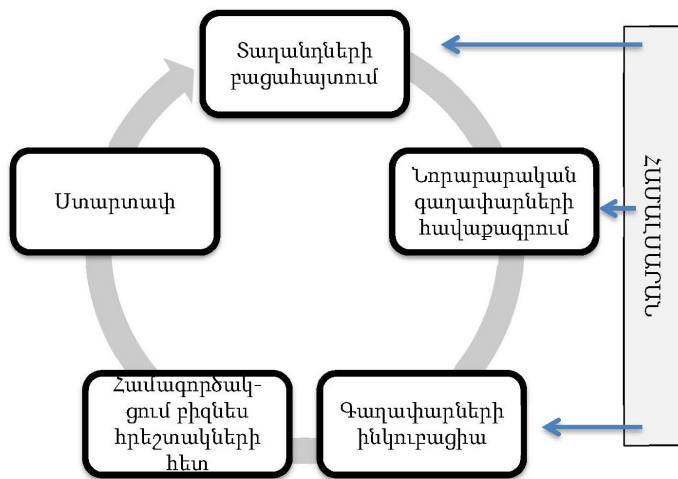 Տաղանդների
բացահայտում
Նորարարական
գաղափարների
հավաքագրում
Գաղափարների
ինկուբացիա
Համագործակ-
ցում բիզնես
հրեշտակների
հետ
Ստարտափ
ՀԱՄԱԼՍԱՐԱՆ